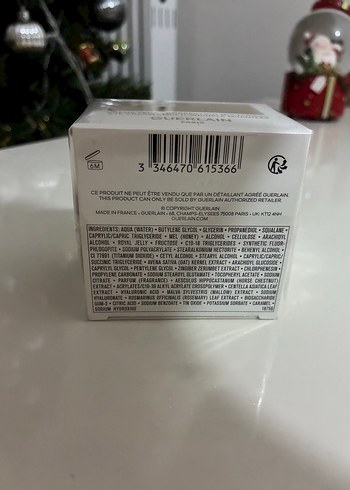 GUERLAIN
PARIS
3 346470 615366
6M
CE PRODUIT NE PEUT ÊTRE VENDU QUE PAR UN DÉTAILLANT AGRÉÉ GUERLAIN.
THIS PRODUCT CAN ONLY BE SOLD BY GUERLAIN AUTHORIZED RETAILER.
© COPYRIGHT GUERLAIN
MADE IN FRANCE - GUERLAIN - 68, CHAMPS-ELYSEES 75008 PARIS - UK- KT12 4NH
GUERLAIN.COM
INGREDIENTS: AQUA (WATER) • BUTYLENE GLYCOL • GLYCERIN • PROPANEDIOL • SQUALANE •
CAPRYLIC/CAPRIC TRIGLYCERIDE • MEL (HONEY) • ALCOHOL • CELLULOSE • ARACHIDYL
ALCOHOL • ROYAL JELLY • FRUCTOSE • C10-18 TRIGLYCERIDES • SYNTHETIC FLUOR-
PHLOGOPITE • SODIUM POLYACRYLATE • STEARALKONIUM HECTORITE • BEHENYL ALCOHOL •
CI 77891 (TITANIUM DIOXIDE) • CETYL ALCOHOL • STEARYL ALCOHOL • CAPRYLIC/CAPRIC/
SUCCINIC TRIGLYCERIDE • AVENA SATIVA (OAT) KERNEL EXTRACT • ARACHIDYL GLUCOSIDE •
CAPRYLYL GLYCOL • PENTYLENE GLYCOL • UNDARIA PINNATIFIDA EXTRACT • CHLORPHENESIN •
PROPYLENE CARBONATE • SODIUM STEAROYL GLUTAMATE • TOCOPHERYL ACETATE • SODIUM
CITRATE • PARFUM (FRAGRANCE) • AESCULUS HIPPOCASTANUM (HORSE CHESTNUT)
EXTRACT • ACRYLATES/C10-30 ALKYL ACRYLATE CROSSPOLYMER • CENTELLA ASIATICA LEAF
EXTRACT • HYALURONIC ACID • MALVA SYLVESTRIS (MALLOW) EXTRACT • SODIUM
HYALURONATE • ROSMARINUS OFFICINALIS (ROSEMARY) LEAF EXTRACT • BIOSACCHARIDE
GUM-4 • CITRIC ACID • SODIUM BENZOATE • TIN OXIDE • POTASSIUM SORBATE • CARAMEL •
SODIUM HYDROXIDE